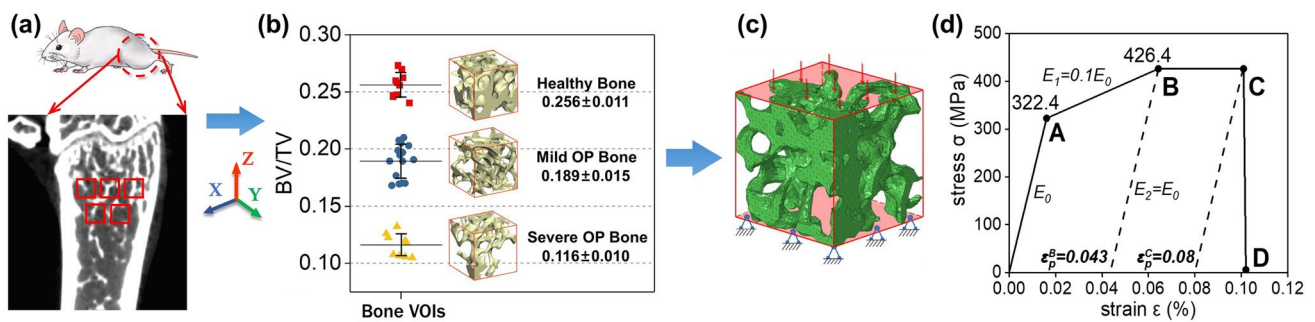 (a)
Z
X
Y
(b)
0.30
0.25
0.20
0.15
0.10
BV/TV
Healthy Bone
0.256±0.011
Mild OP Bone
0.189±0.015
Severe OP Bone
0.116±0.010
Bone VOIs
(c)
(d)
500
400
300
200
100
0
stress σ (MPa)
426.4
E₁=0.1E₀
322.4
A
B
C
E₀
E₂=E₀
εₚᴮ=0.043
εₚᶜ=0.08
D
0.00 0.02 0.04 0.06 0.08 0.10 0.12
strain ε (%)